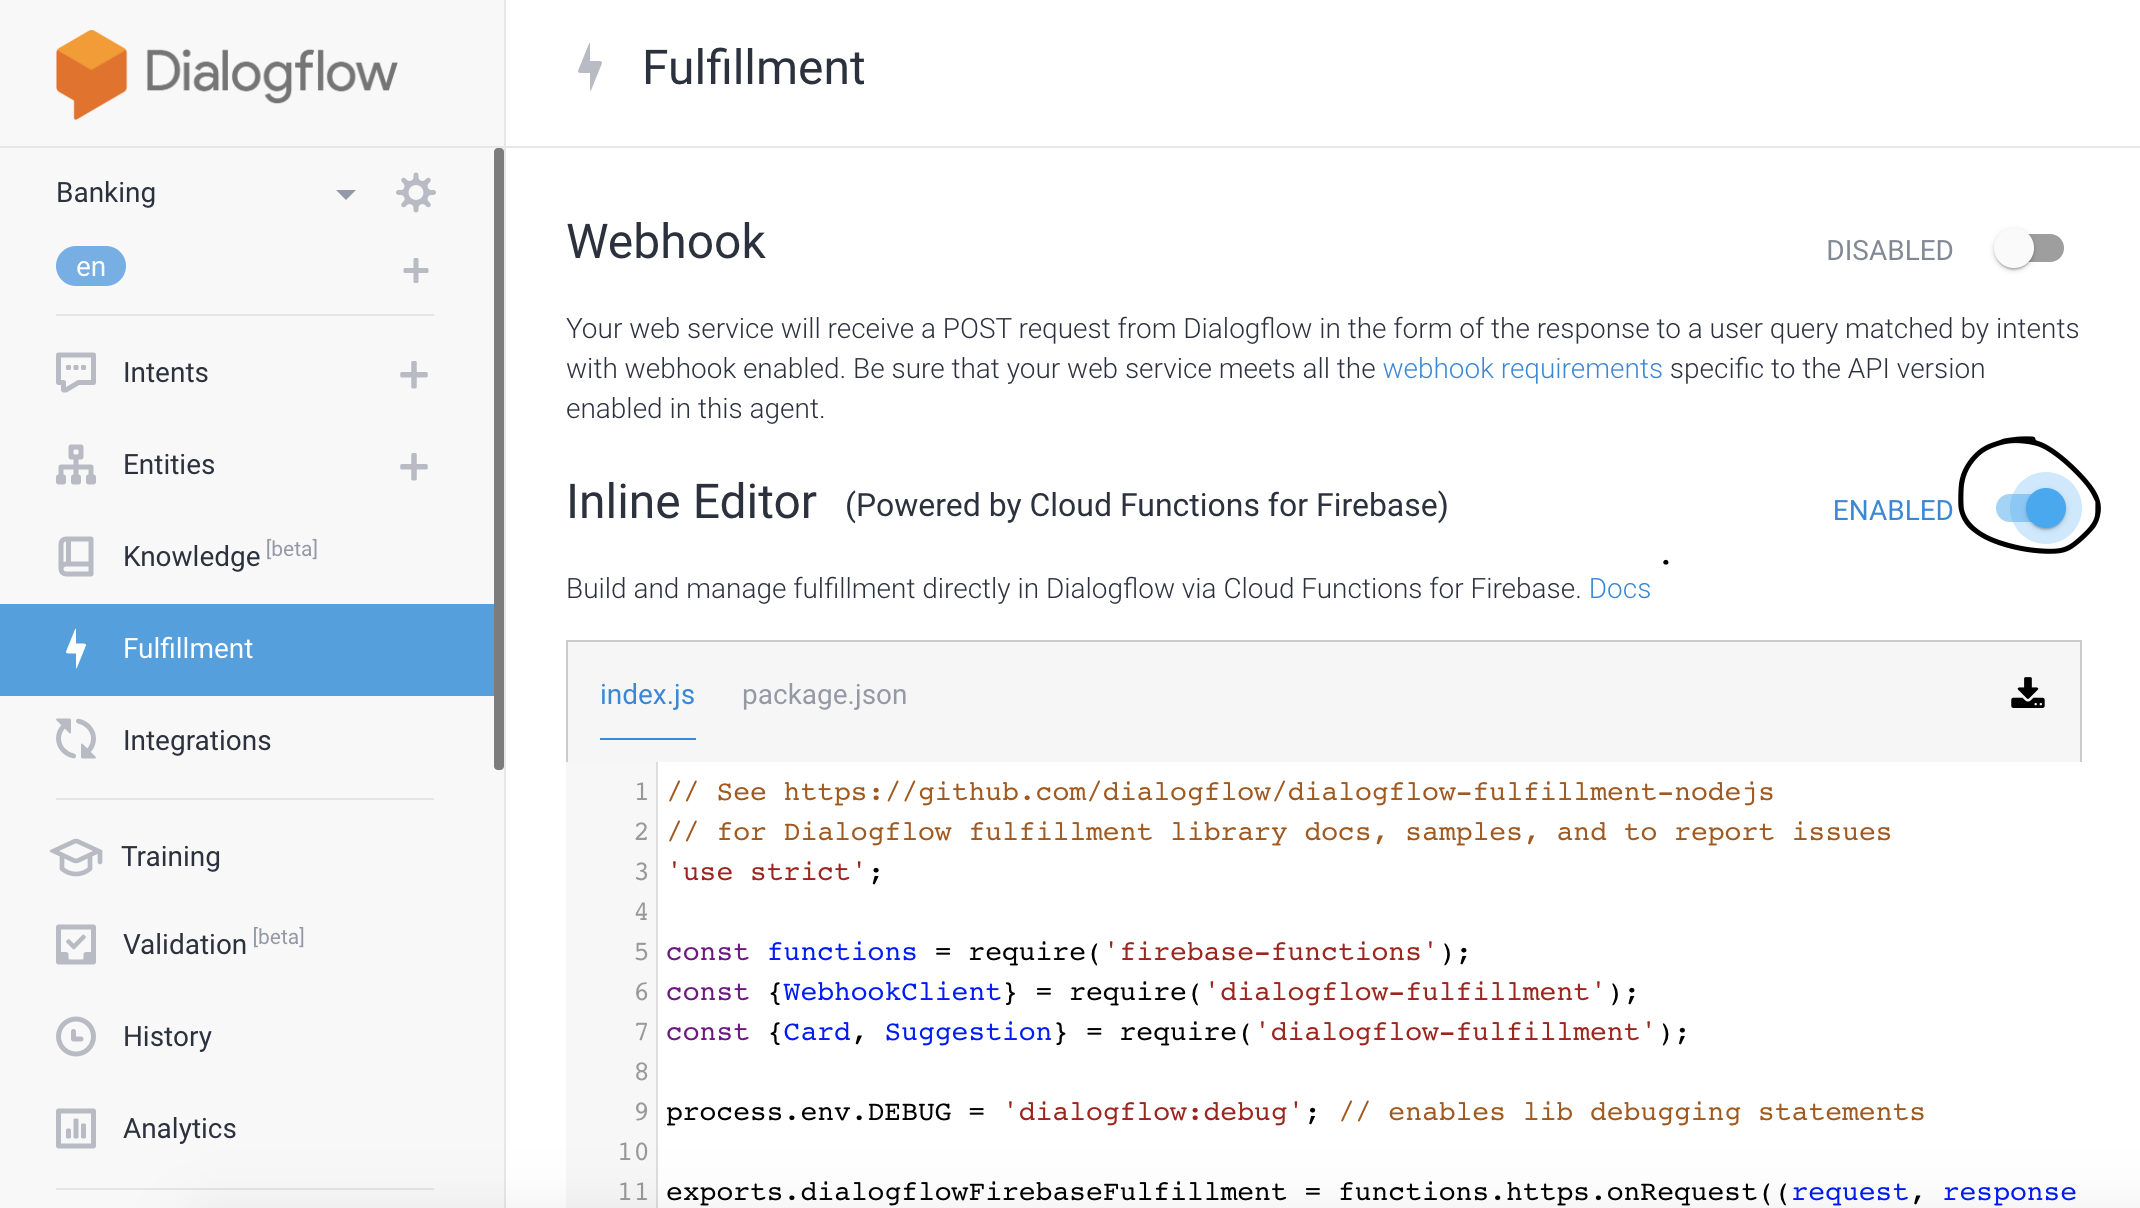 Dialogflow
Fulfillment
Banking
en
Intents
Entities
Knowledge [beta]
Fulfillment
Integrations
Training
Validation [beta]
History
Analytics
Webhook
DISABLED
Your web service will receive a POST request from Dialogflow in the form of the response to a user query matched by intents
with webhook enabled. Be sure that your web service meets all the webhook requirements specific to the API version
enabled in this agent.
Inline Editor (Powered by Cloud Functions for Firebase)
ENABLED
Build and manage fulfillment directly in Dialogflow via Cloud Functions for Firebase. Docs
index.js package.json
1 // See https://github.com/dialogflow/dialogflow-fulfillment-nodejs
2 // for Dialogflow fulfillment library docs, samples, and to report issues
3 'use strict';
4
5 const functions = require('firebase-functions');
6 const {WebhookClient} = require('dialogflow-fulfillment');
7 const {Card, Suggestion} = require('dialogflow-fulfillment');
8
9 process.env.DEBUG = 'dialogflow:debug'; // enables lib debugging statements
10
11 exports.dialogflowFirebaseFulfillment = functions.https.onRequest((request, response